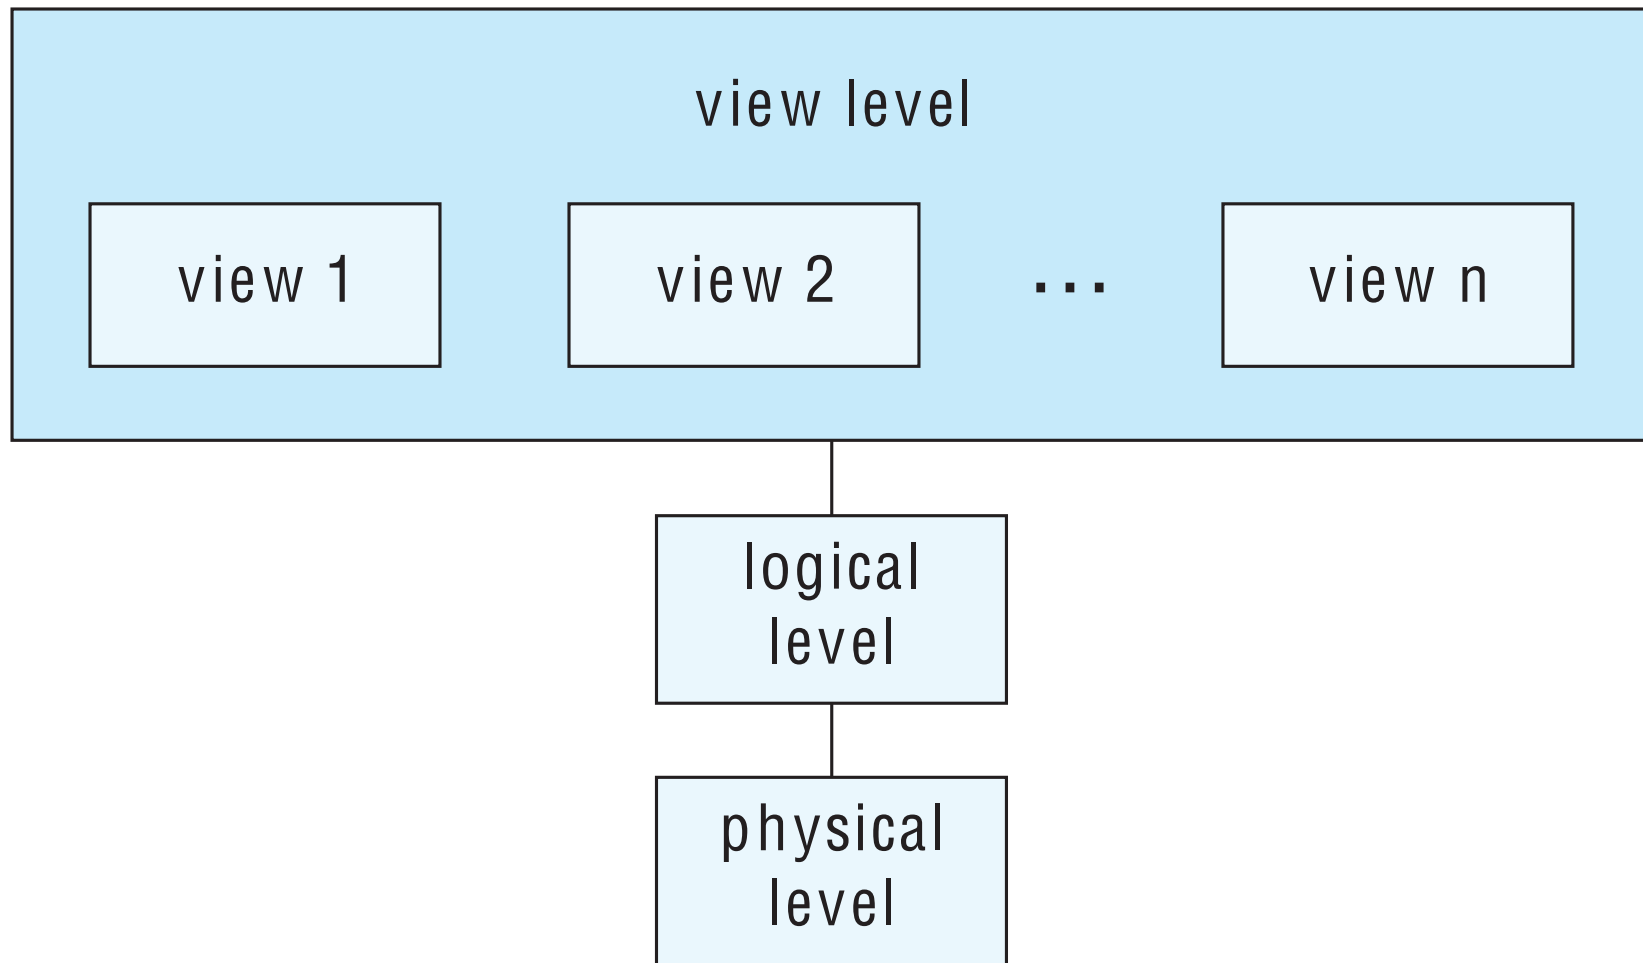 view level
view 1
view 2
...
view n
logical
level
physical
level